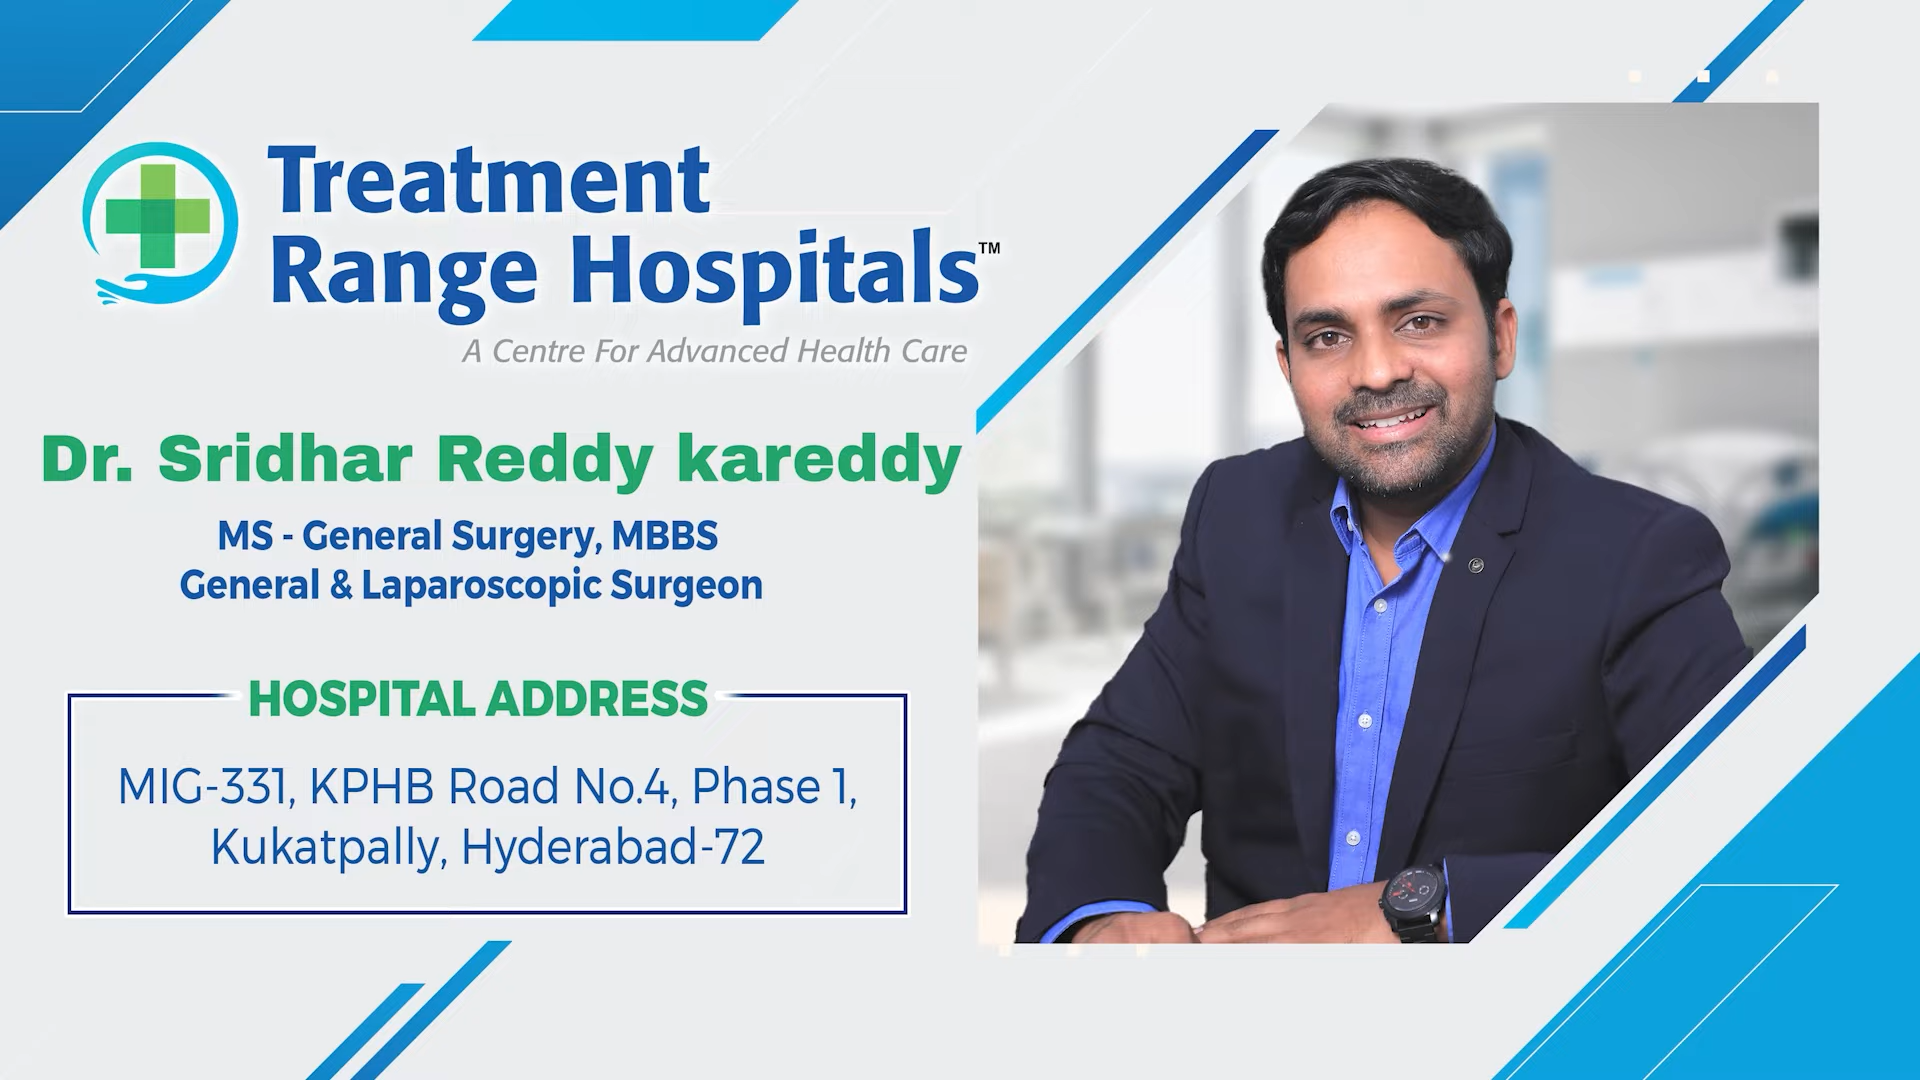 Treatment
Range Hospitals™
A Centre For Advanced Health Care
Dr. Sridhar Reddy kareddy
MS - General Surgery, MBBS
General & Laparoscopic Surgeon
HOSPITAL ADDRESS
MIG-331, KPHB Road No.4, Phase 1,
Kukatpally, Hyderabad-72